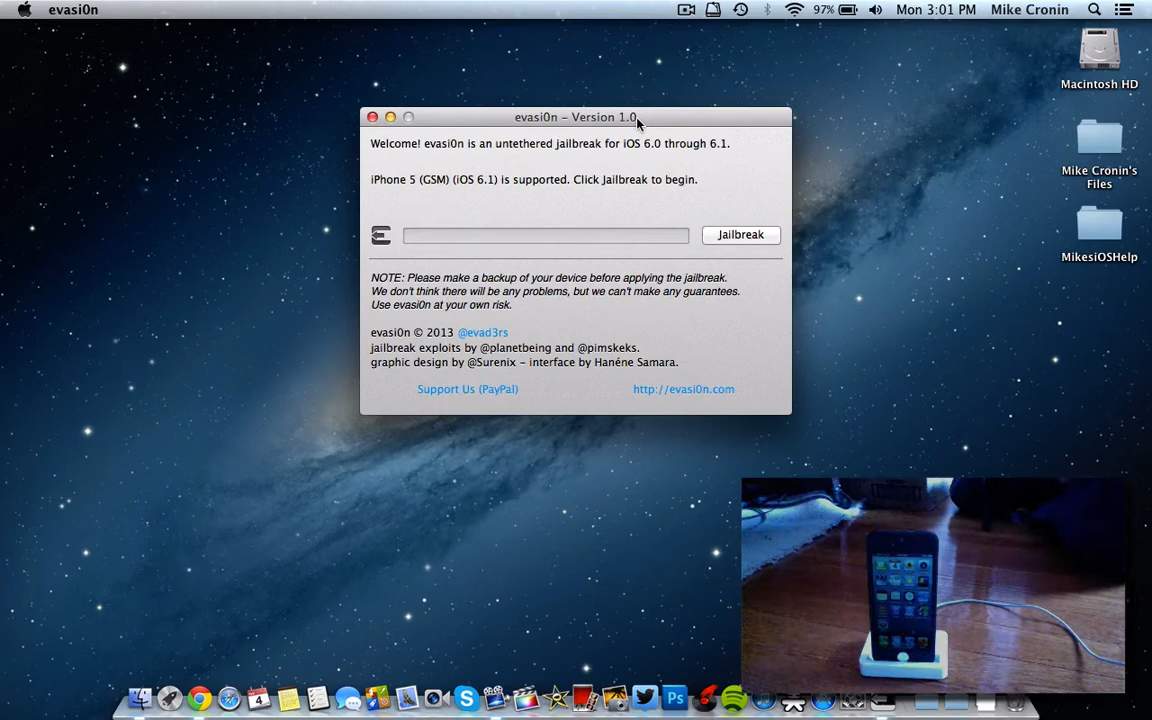 evasi0n
97%
Mon 3:01 PM
Mike Cronin
Macintosh HD
evasi0n – Version 1.0
Welcome! evasi0n is an untethered jailbreak for iOS 6.0 through 6.1.
iPhone 5 (GSM) (iOS 6.1) is supported. Click Jailbreak to begin.
Jailbreak
Mike Cronin's
Files
MikesiOSHelp
NOTE: Please make a backup of your device before applying the jailbreak.
We don't think there will be any problems, but we can't make any guarantees.
Use evasi0n at your own risk.
evasi0n © 2013 @evad3rs
jailbreak exploits by @planetbeing and @pimskeks.
graphic design by @Surenix – interface by Hanéne Samara.
Support Us (PayPal)
http://evasi0n.com
4
Ps